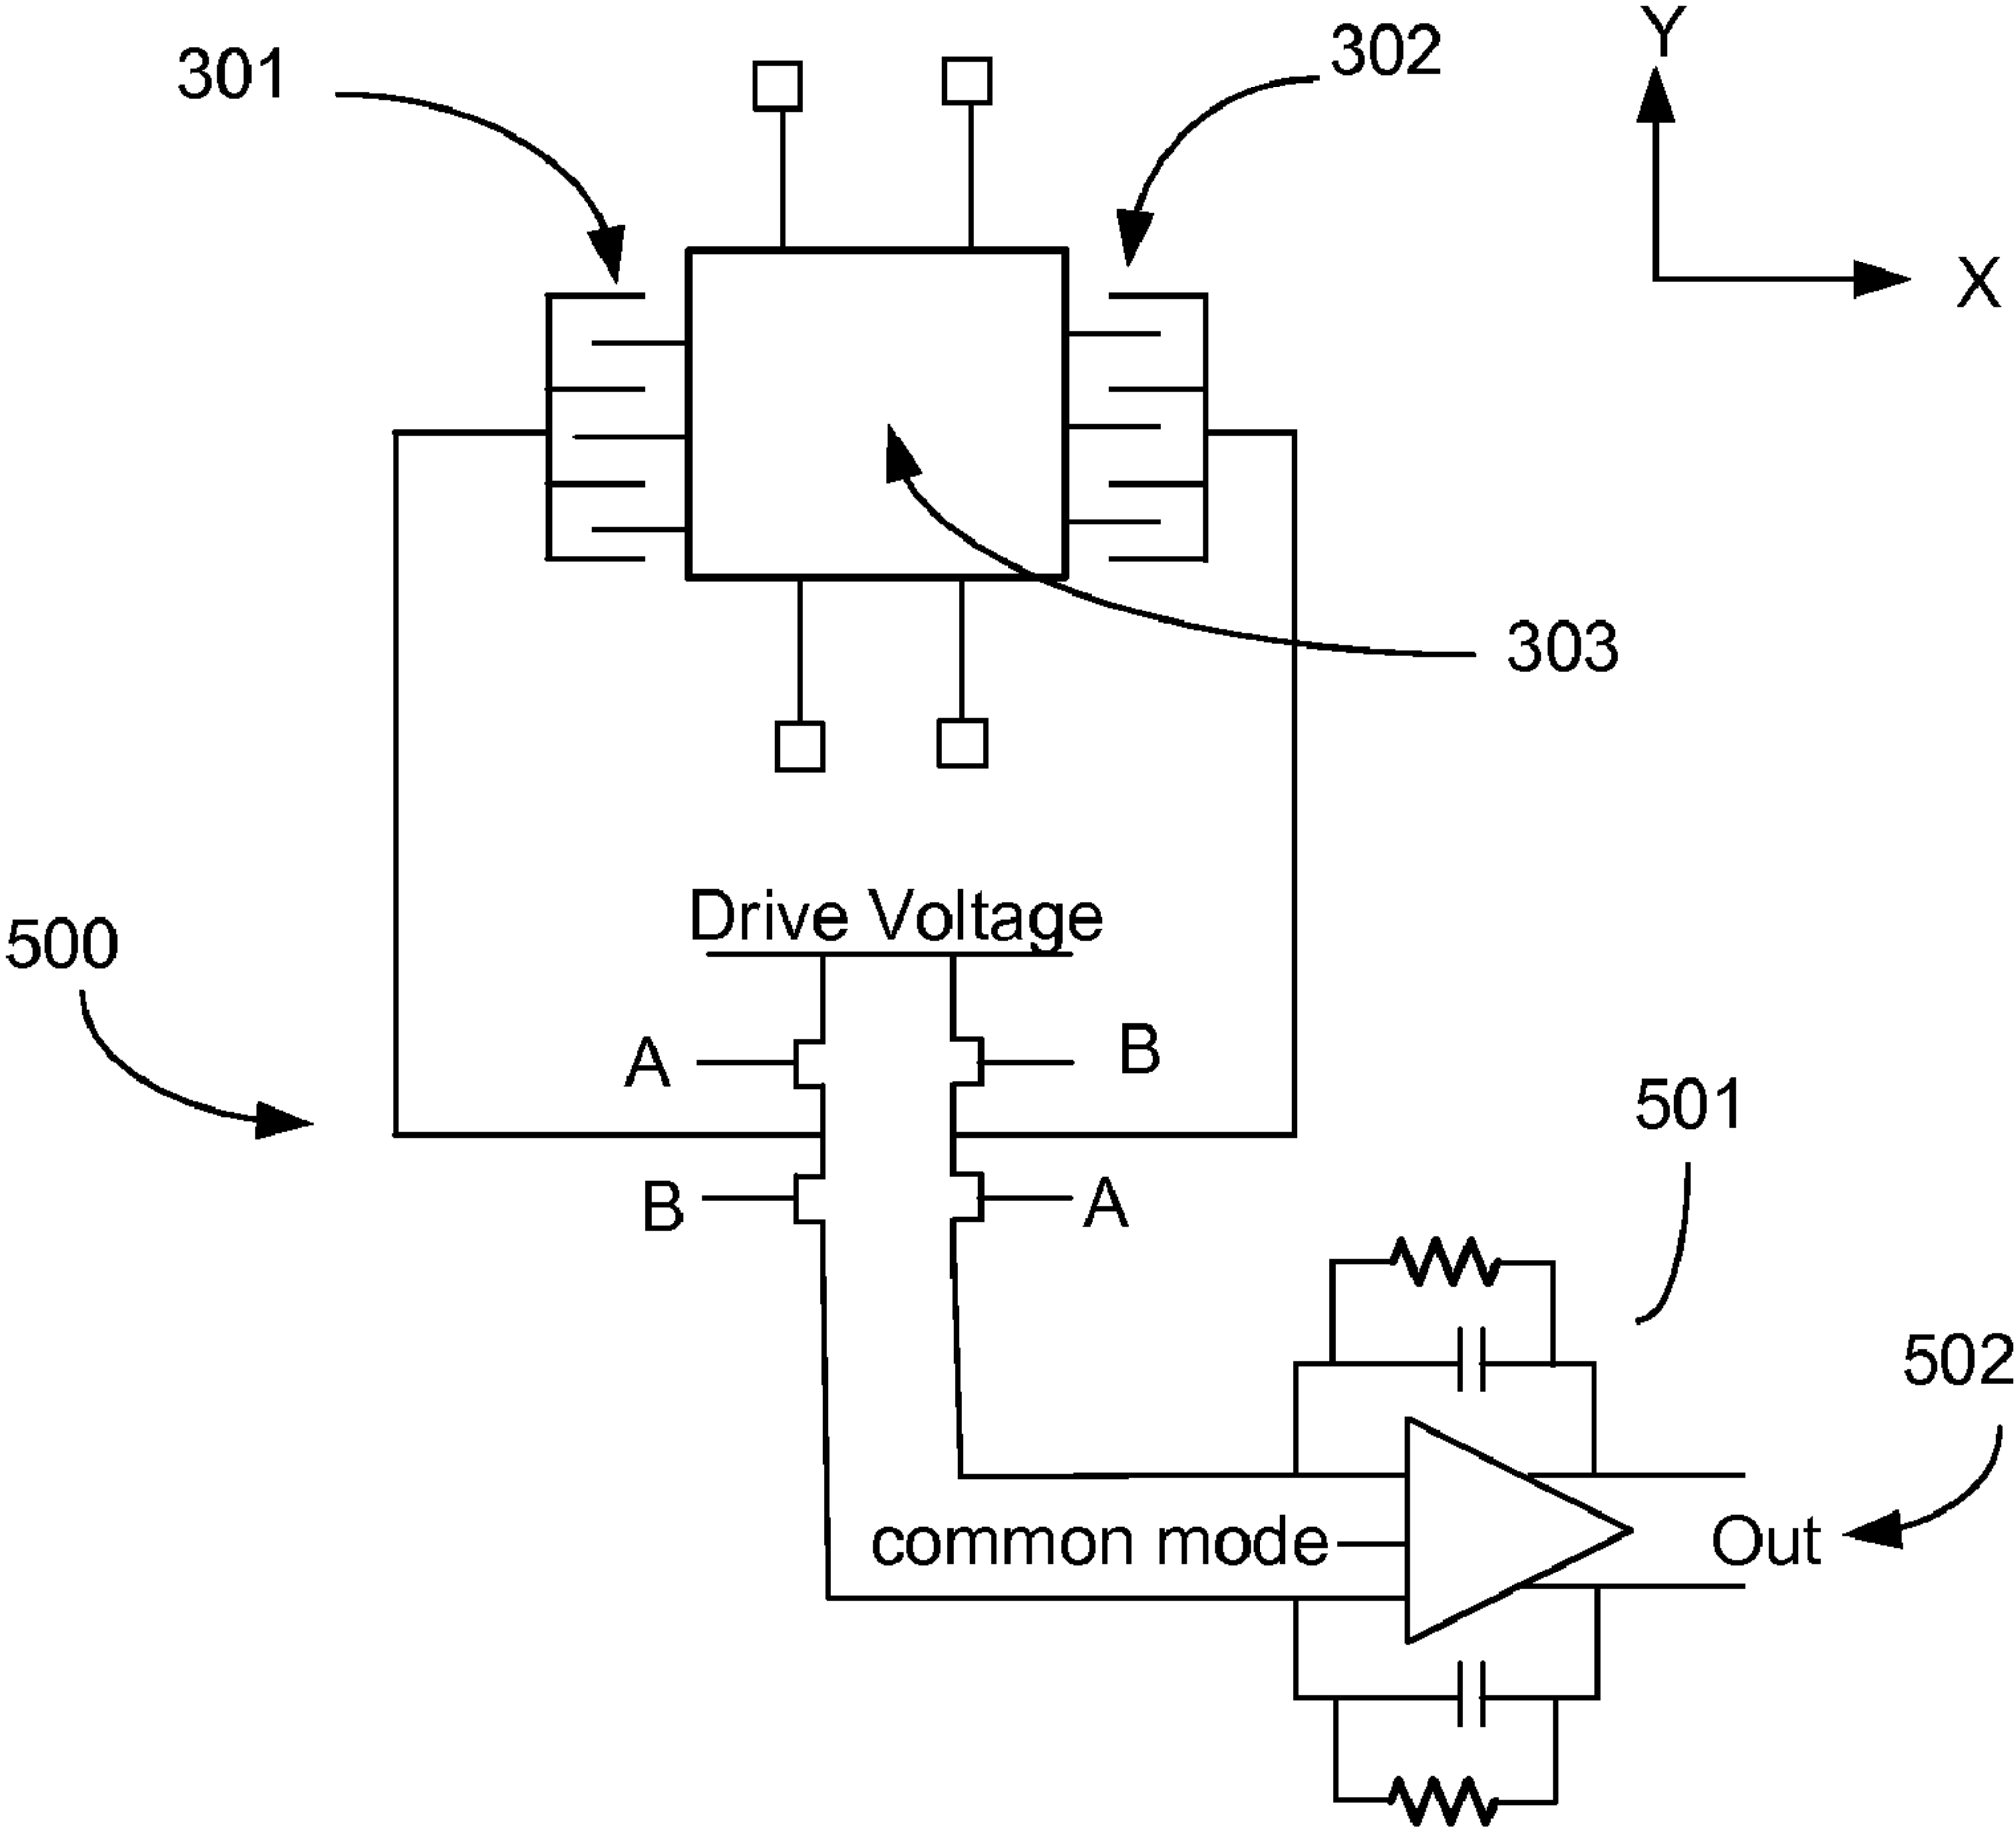 Y
302
301
X
303
Drive Voltage
500
A
B
501
B
A
502
common mode
Out